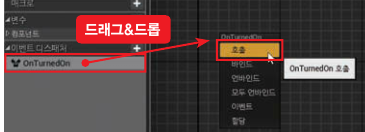 매크로
변수
컴포넌트
이벤트 디스패처
OnTurnedOn
드래그&드롭
OnTurnedOn
호출
바인드
언바인드
모두 언바인드
이벤트
할당
OnTurnedOn 호출